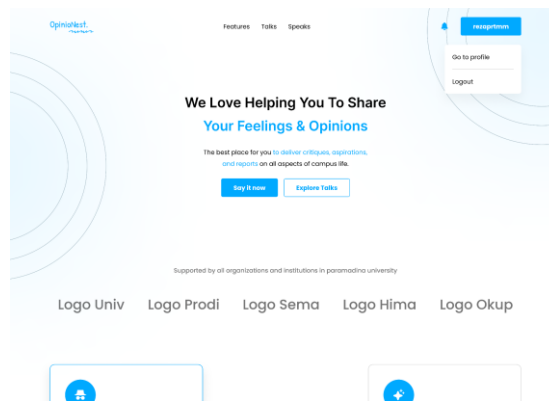 OpinioNest.
Features Talks Speaks
rezaprimm
Go to profile
Logout
We Love Helping You To Share
Your Feelings & Opinions
The best place for you to deliver critiques, aspirations,
and reports on all aspects of campus life.
Say it now Explore Talks
Supported by all organizations and institutions in paramadina university
Logo Univ Logo Prodi Logo Sema Logo Hima Logo Okup